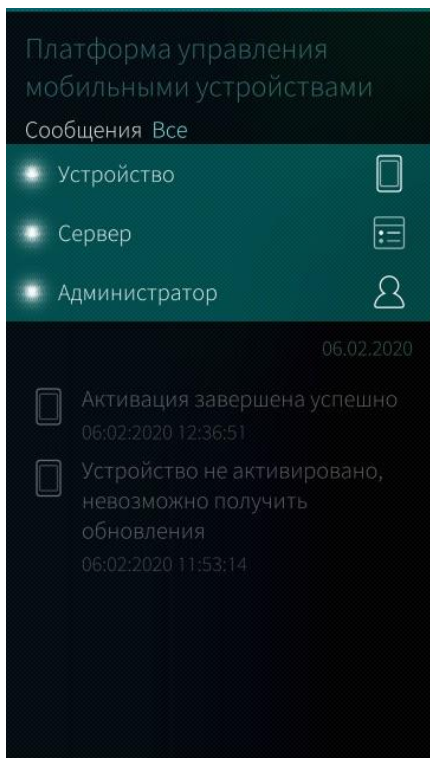 Платформа управления
мобильными устройствами
Сообщения Все
Устройство
Сервер
Администратор
06.02.2020
Активация завершена успешно
06:02:2020 12:36:51
Устройство не активировано,
невозможно получить
обновления
06:02:2020 11:53:14